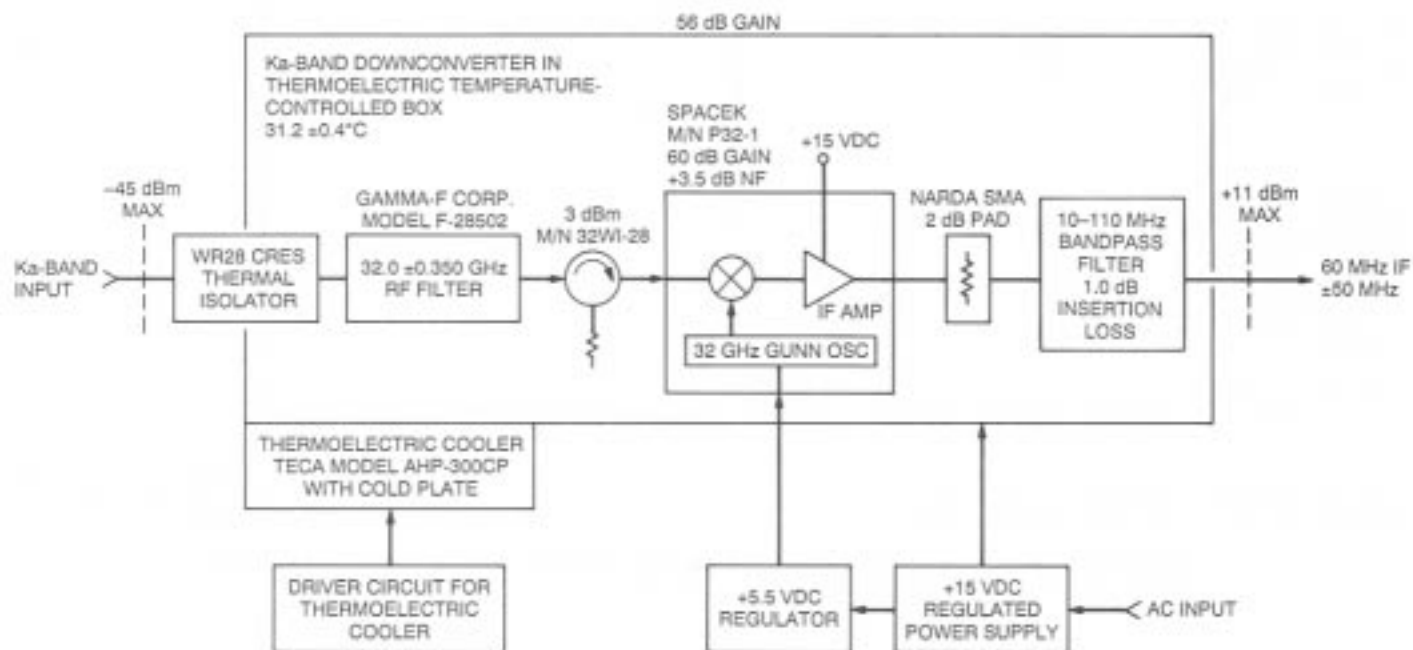 56 dB GAIN
Ka-BAND DOWNCONVERTER IN
THERMOELECTRIC TEMPERATURE-
CONTROLLED BOX
31.2 ±0.4°C
SPACEK
M/N P32-1
60 dB GAIN
+3.5 dB NF
+15 VDC
–45 dBm
MAX
GAMMA-F CORP.
MODEL F-28502
3 dBm
M/N 32WI-28
NARDA SMA
2 dB PAD
+11 dBm
MAX
Ka-BAND
INPUT
WR28 CRES
THERMAL
ISOLATOR
32.0 ±0.350 GHz
RF FILTER
IF AMP
32 GHz GUNN OSC
10–110 MHz
BANDPASS
FILTER
1.0 dB
INSERTION
LOSS
60 MHz IF
±50 MHz
THERMOELECTRIC COOLER
TECA MODEL AHP-300CP
WITH COLD PLATE
DRIVER CIRCUIT FOR
THERMOELECTRIC
COOLER
+5.5 VDC
REGULATOR
+15 VDC
REGULATED
POWER SUPPLY
AC INPUT